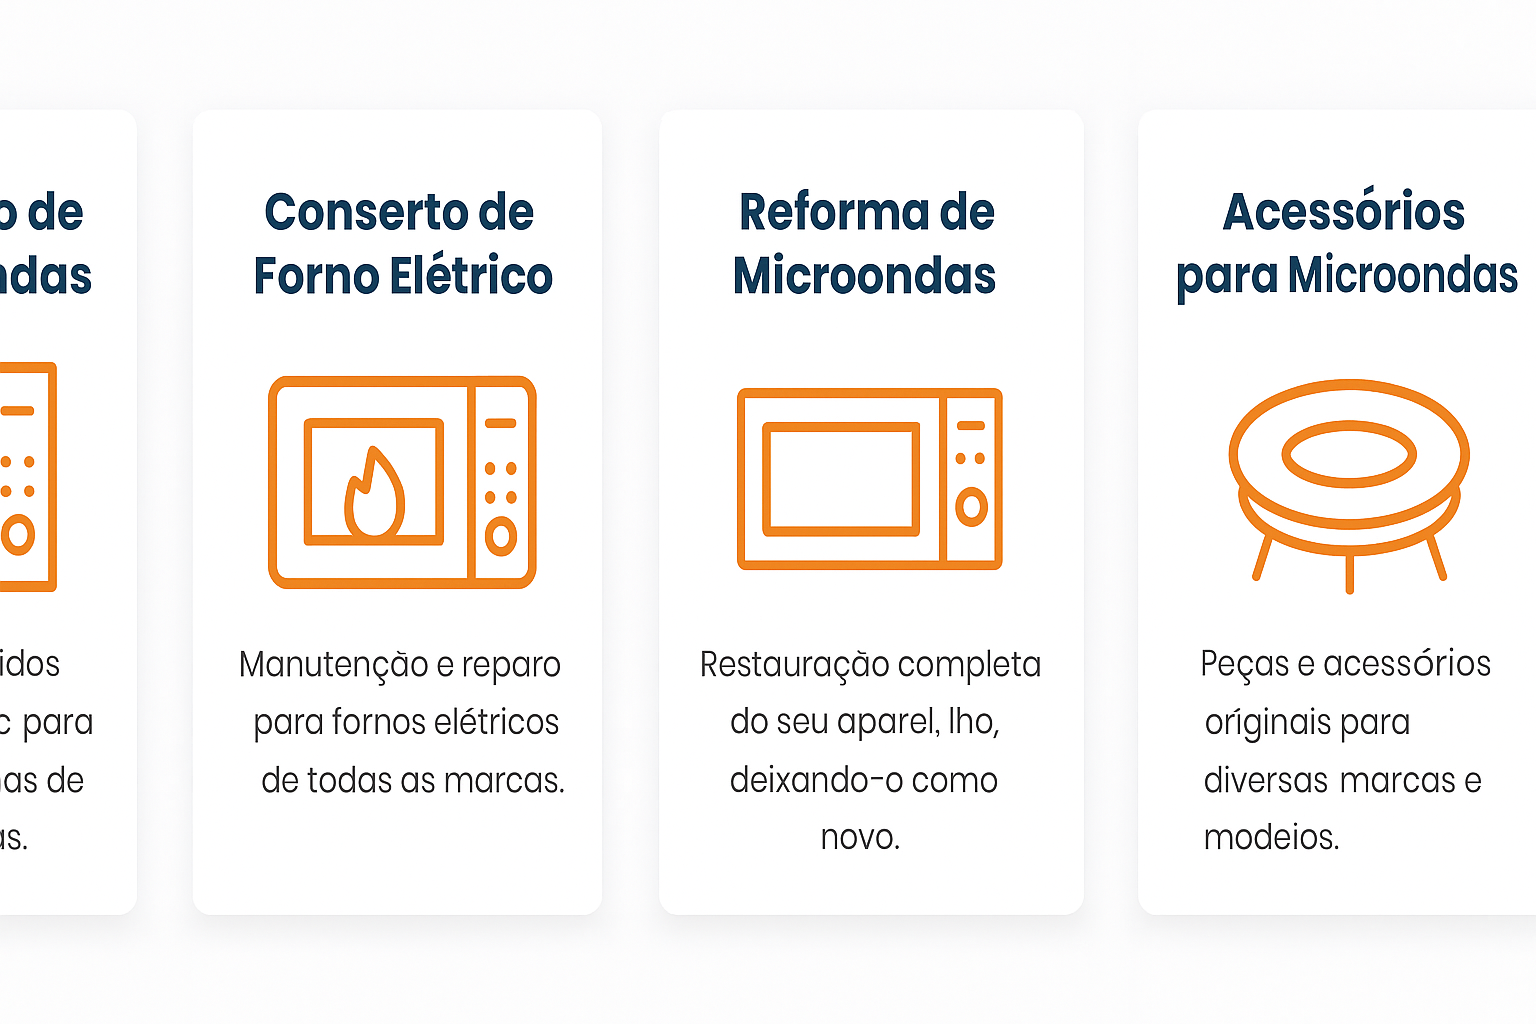 o de
ndas
idos
c para
as de
as.
Conserto de
Forno Elétrico
Manutenção e reparo
para fornos elétricos
de todas as marcas.
Reforma de
Microondas
Restauração completa
do seu aparel, lho,
deixando-o como
novo.
Acessórios
para Microondas
Peças e acessórios
oríginais para
diversas marcas e
modeios.